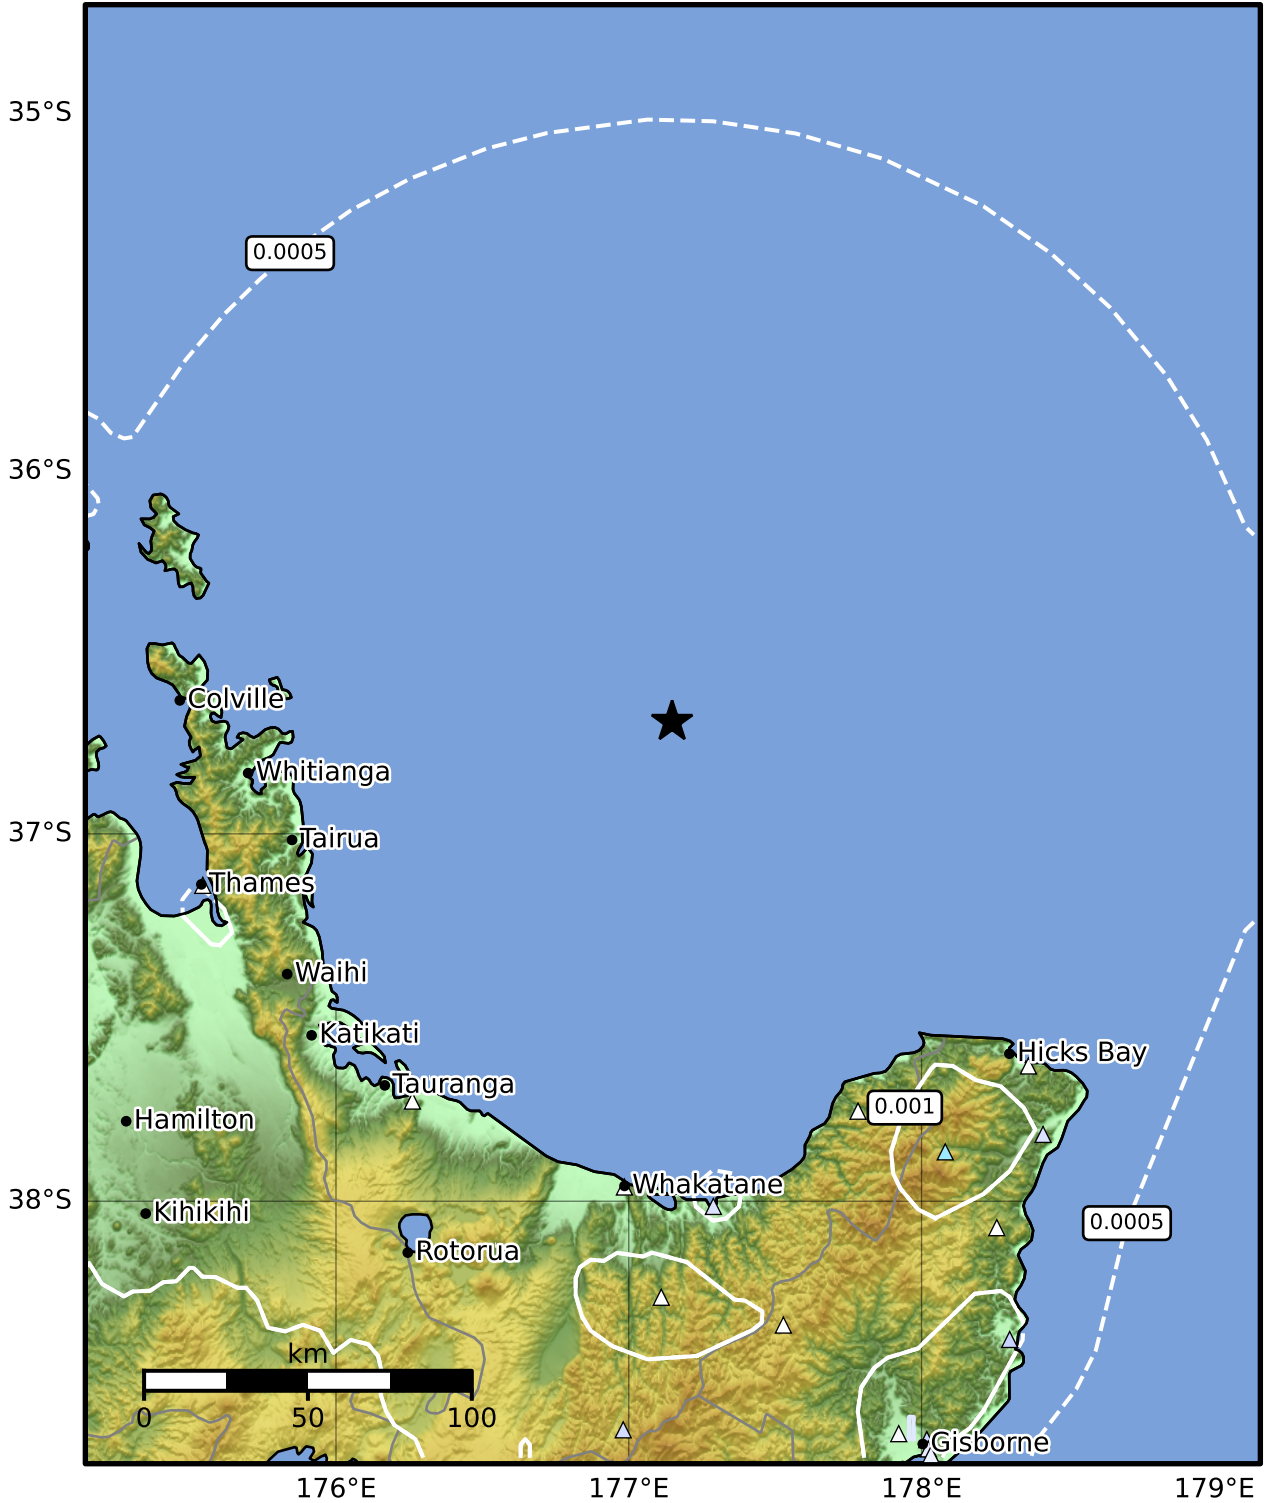 35°S
0.0005
36°S
Colville
Whitianga
37°S
Tairua
Thames
Waihi
Katikati
Hicks Bay
Tauranga
0.001
Hamilton
Whakatane
38°S
Kihikihi
0.0005
Rotorua
km
0 50 100
Gisborne
176°E 177°E 178°E 179°E